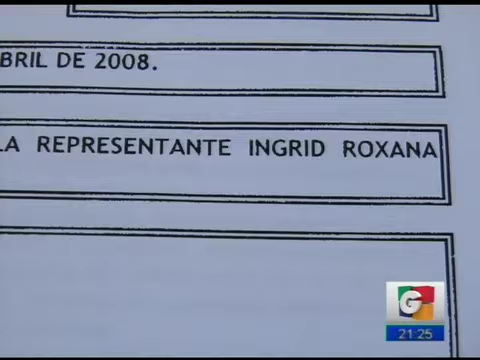 BRIL DE 2008.
LA REPRESENTANTE INGRID ROXANA
G
21:25